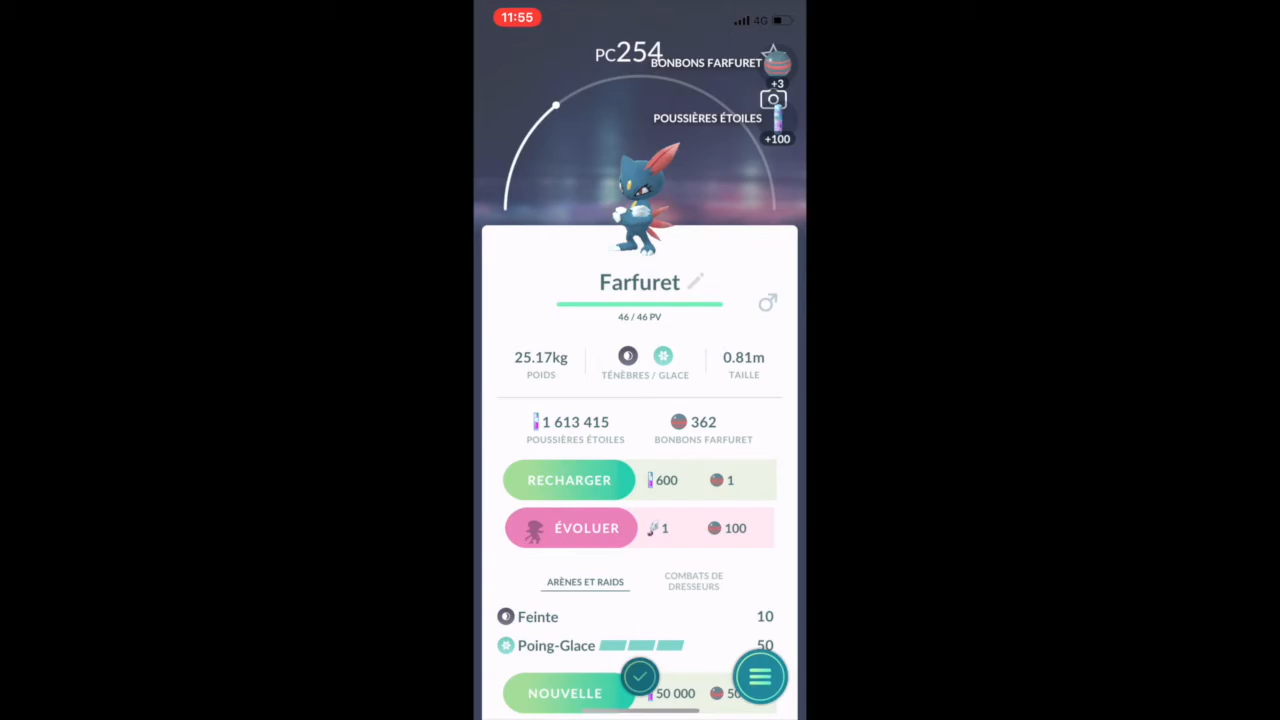 11:55
4G
PC254
BONBONS FARFURET
+3
POUSSIÈRES ÉTOILES
+100
Farfuret
46 / 46 PV
25.17kg
POIDS
TÉNÈBRES / GLACE
0.81m
TAILLE
1 613 415
POUSSIÈRES ÉTOILES
362
BONBONS FARFURET
RECHARGER 600 1
ÉVOLUER 1 100
ARÈNES ET RAIDS
COMBATS DE
DRESSEURS
Feinte 10
Poing-Glace 50
NOUVELLE 50 000